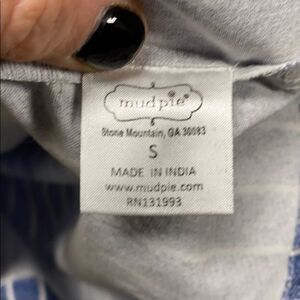 mudpie
Stone Mountain, GA 30083
S
MADE IN INDIA
www.mudpie.com
RN131993